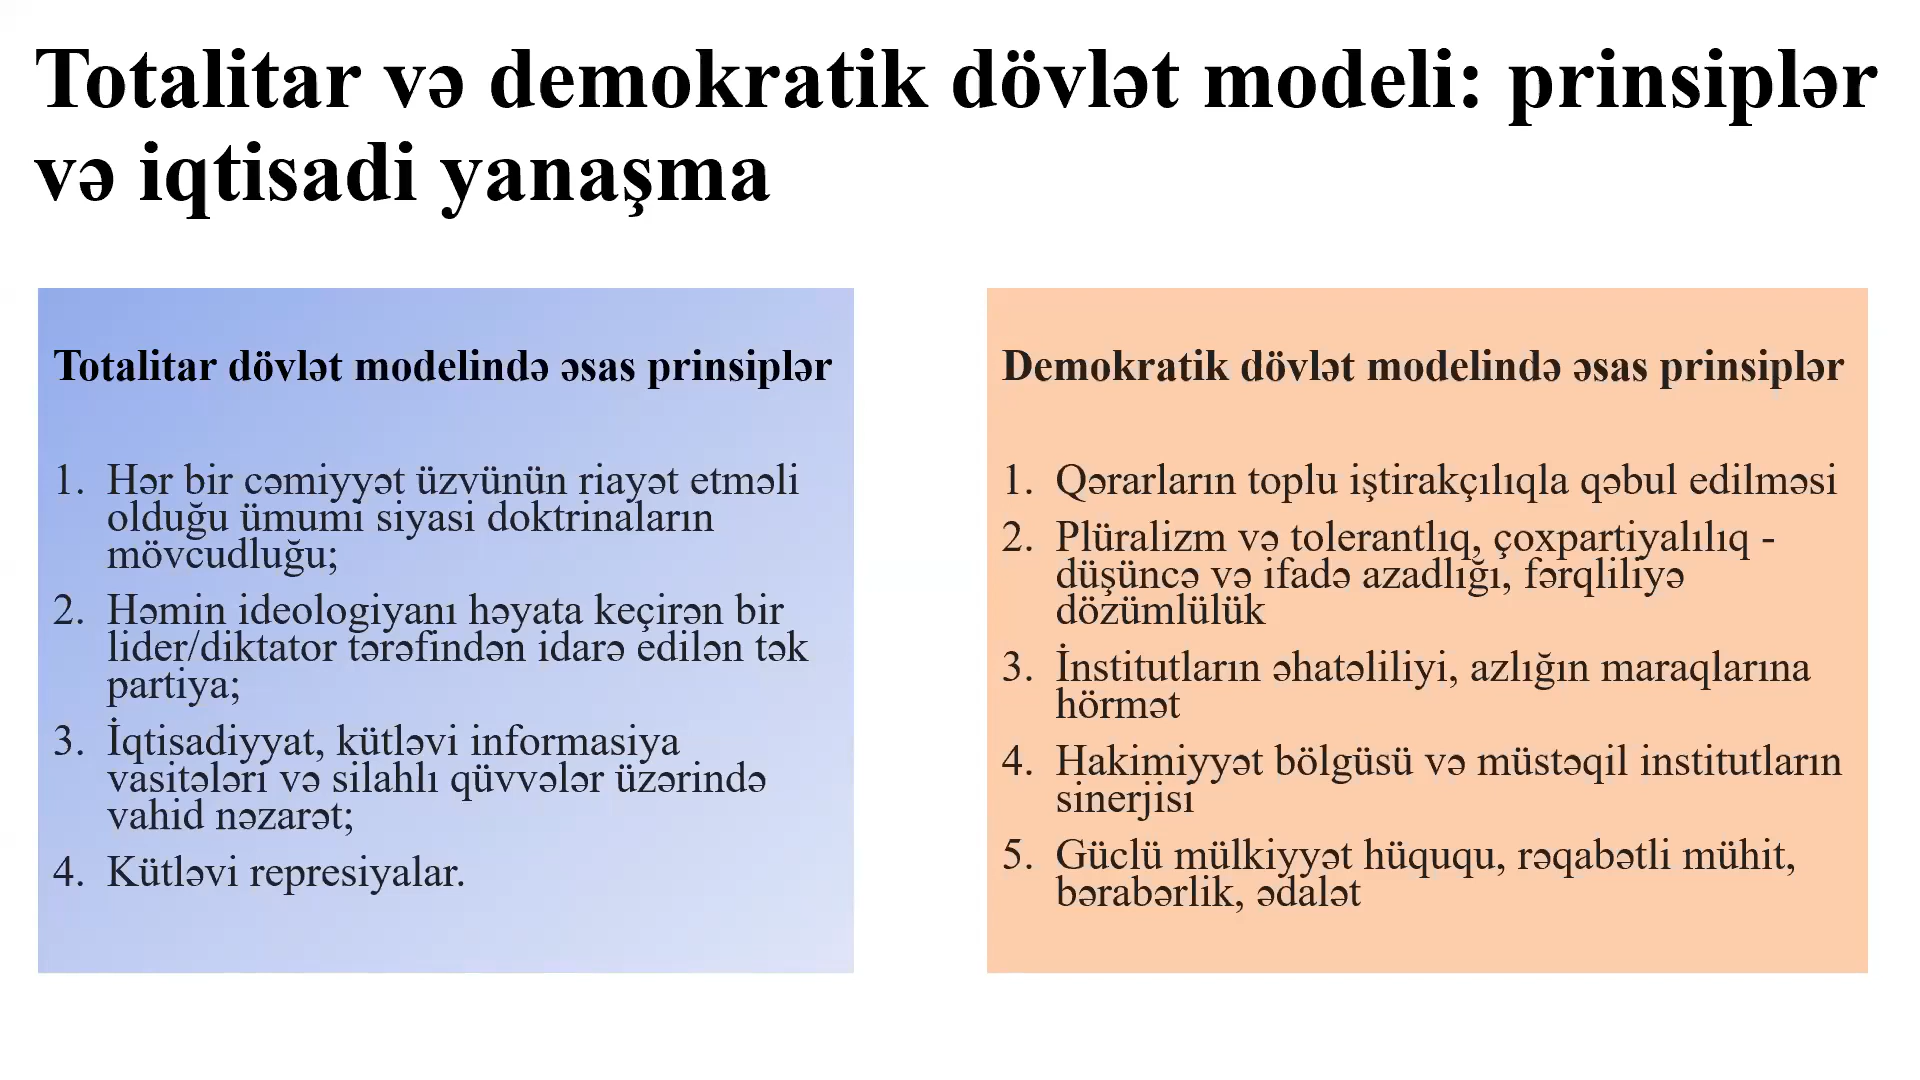 Totalitar və demokratik dövlət modeli: prinsiplər
və iqtisadi yanaşma
Totalitar dövlət modelində əsas prinsiplər
1. Hər bir cəmiyyət üzvünün riayət etməli
olduğu ümumi siyasi doktrinaların
mövcudluğu;
2. Həmin ideologiyanı həyata keçirən bir
lider/diktator tərəfindən idarə edilən tək
partiya;
3. İqtisadiyyat, kütləvi informasiya
vasitələri və silahlı qüvvələr üzərində
vahid nəzarət;
4. Kütləvi represiyalar.
Demokratik dövlət modelində əsas prinsiplər
1. Qərarların toplu iştirakçılıqla qəbul edilməsi
2. Plüralizm və tolerantlıq, çoxpartiyalılıq -
düşüncə və ifadə azadlığı, fərqliliyə
dözümlülük
3. İnstitutların əhatəliliyi, azlığın maraqlarına
hörmət
4. Hakimiyyət bölgüsü və müstəqil institutların
sinerjisi
5. Güclü mülkiyyət hüququ, rəqabətli mühit,
bərabərlik, ədalət